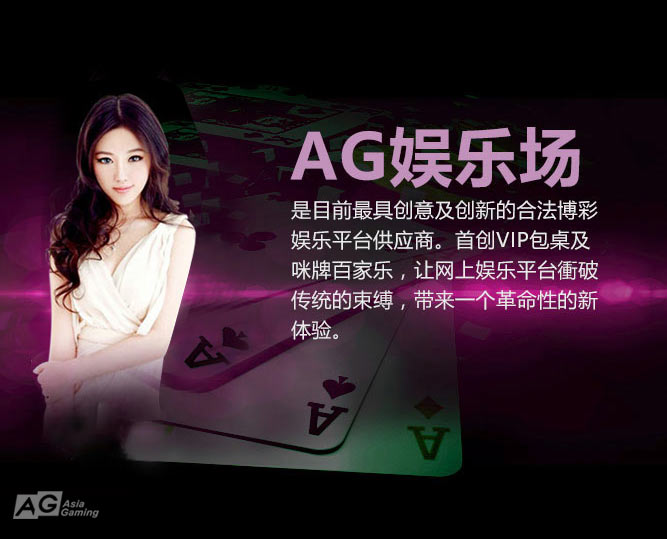 AG娱乐场
是目前最具创意及创新的合法博彩
娱乐平台供应商。首创VIP包桌及
咪牌百家乐，让网上娱乐平台衝破
传统的束缚，带来一个革命性的新
体验。
A
A
A
AG Asia
Gaming